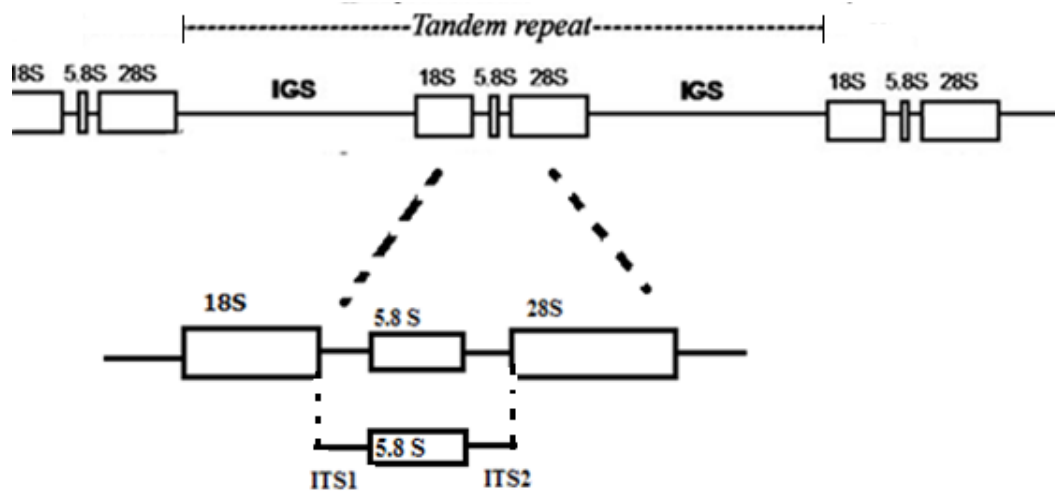 Tandem repeat
18S 5.8S 28S IGS 18S 5.8S 28S IGS 18S 5.8S 28S
18S 5.8 S 28S
5.8 S
ITS1 ITS2